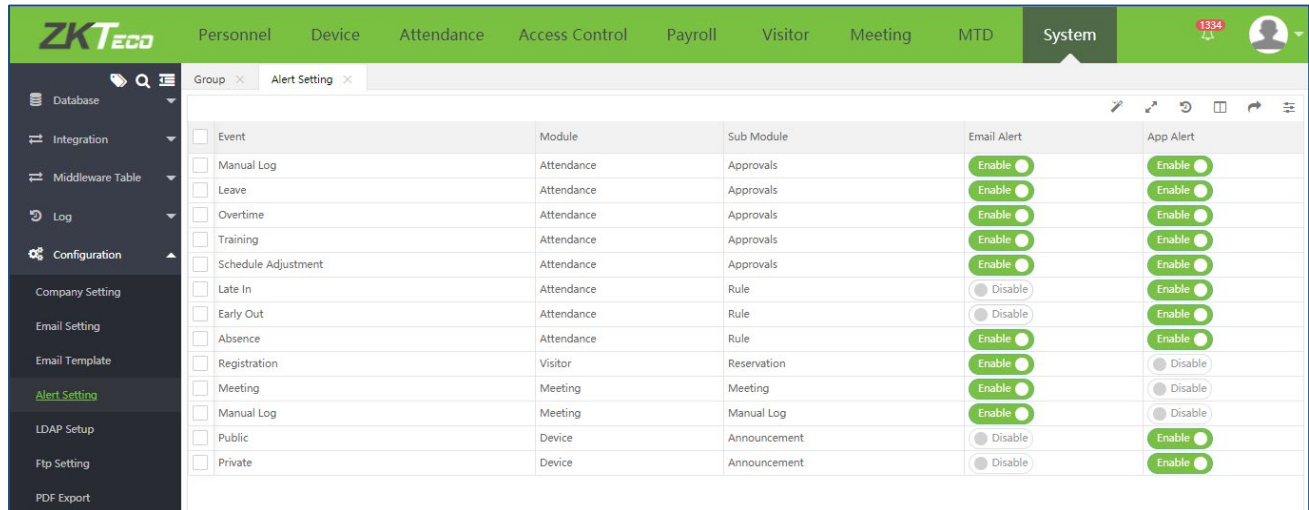 ZKTeco Personnel Device Attendance Access Control Payroll Visitor Meeting MTD System 1334
Group Alert Setting
Database
Integration
Middleware Table
Log
Configuration
Company Setting
Email Setting
Email Template
Alert Setting
LDAP Setup
Ftp Setting
PDF Export
Event Module Sub Module Email Alert App Alert
Manual Log Attendance Approvals Enable Enable
Leave Attendance Approvals Enable Enable
Overtime Attendance Approvals Enable Enable
Training Attendance Approvals Enable Enable
Schedule Adjustment Attendance Approvals Enable Enable
Late In Attendance Rule Disable Enable
Early Out Attendance Rule Disable Enable
Absence Attendance Rule Enable Enable
Registration Visitor Reservation Enable Disable
Meeting Meeting Meeting Enable Disable
Manual Log Meeting Manual Log Enable Disable
Public Device Announcement Disable Enable
Private Device Announcement Disable Enable